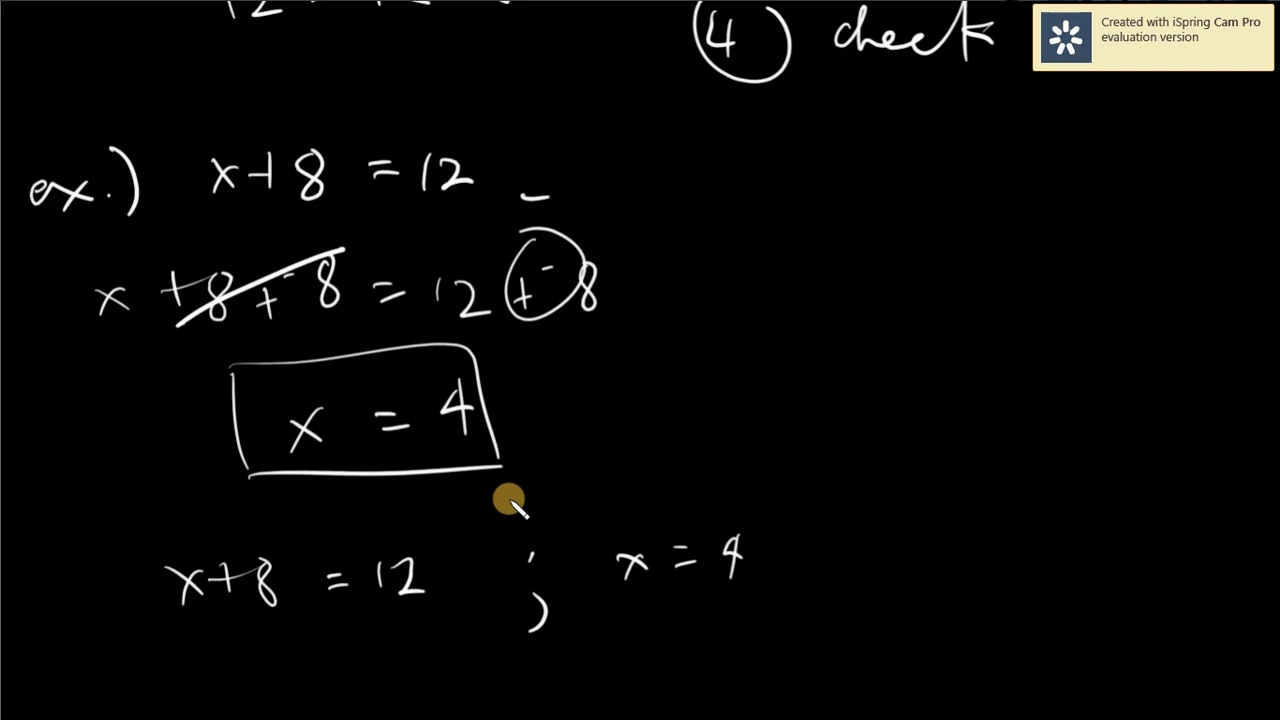 ④ check
Created with iSpring Cam Pro
evaluation version
ex.) x+8 = 12 -
x +8 + -8 = 12 + -8
x = 4
x+8 = 12 ; x = 4